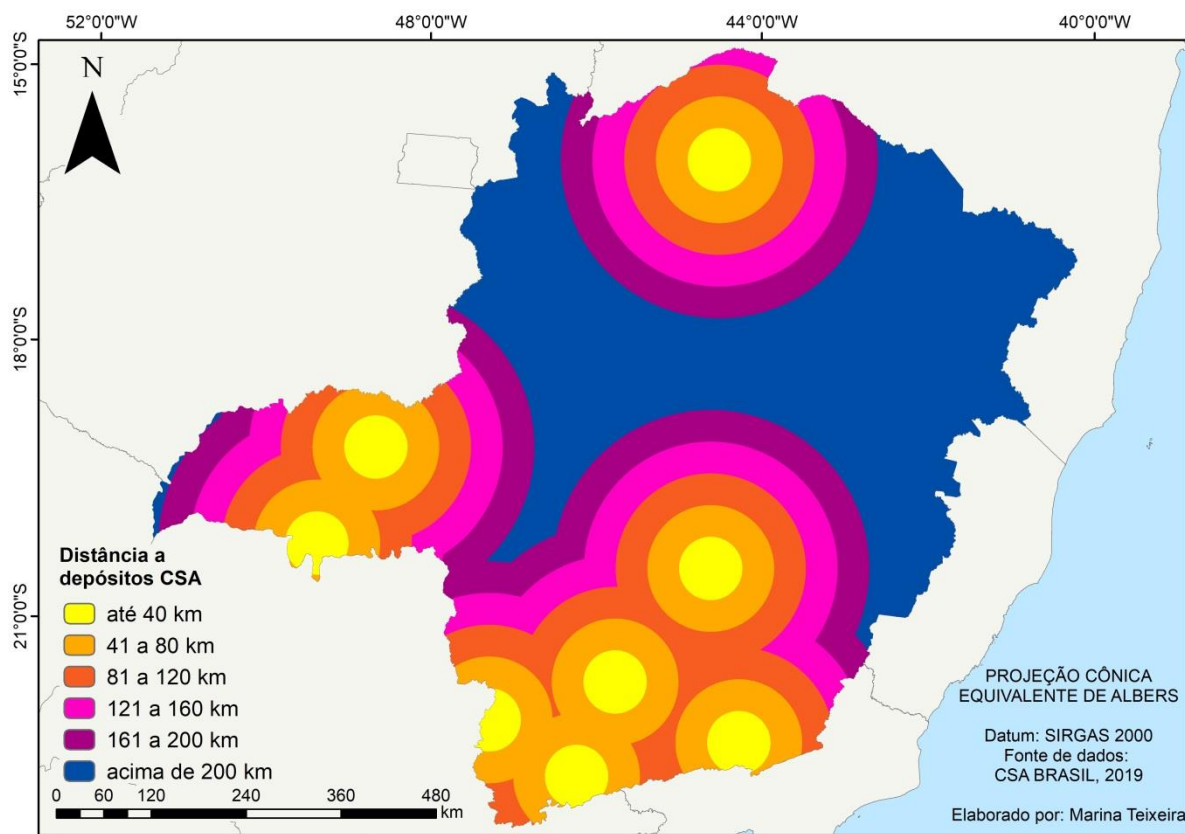 52°0'0"W
48°0'0"W
44°0'0"W
40°0'0"W
15°0'0"S
18°0'0"S
21°0'0"S
N
Distância a
depósitos CSA
até 40 km
41 a 80 km
81 a 120 km
121 a 160 km
161 a 200 km
acima de 200 km
0 60 120 240 360 480
km
PROJEÇÃO CÔNICA
EQUIVALENTE DE ALBERS
Datum: SIRGAS 2000
Fonte de dados:
CSA BRASIL, 2019
Elaborado por: Marina Teixeira